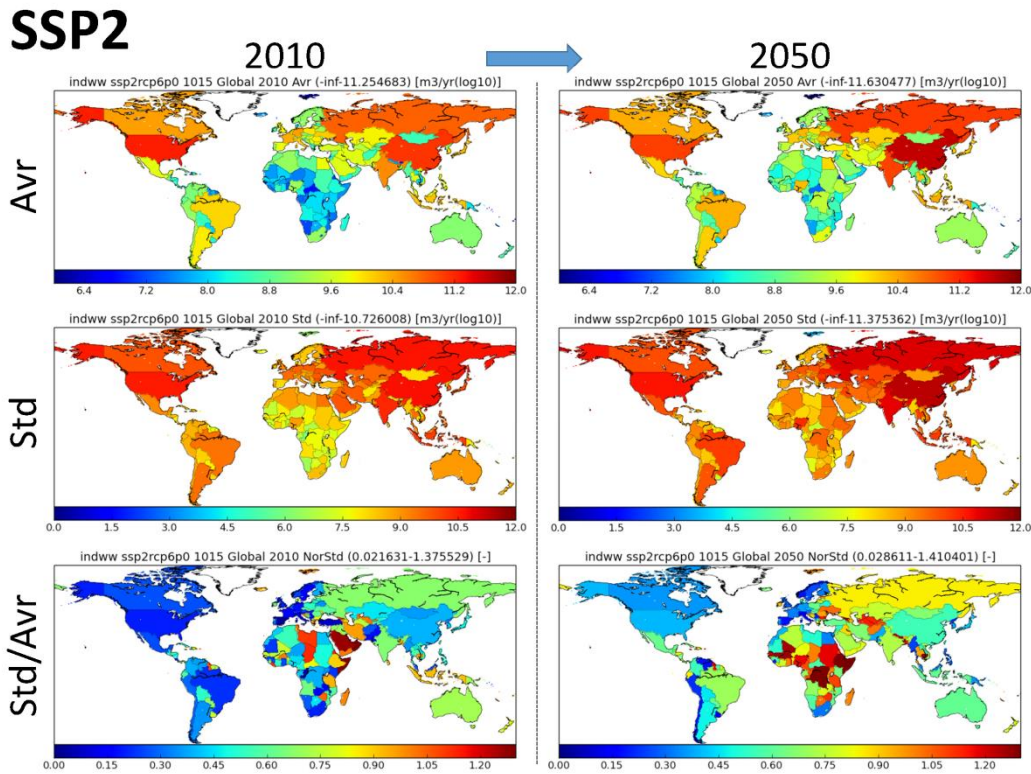 SSP2
2010
2050
indww ssp2rcp6p0 1015 Global 2010 Avr (-inf-11.254683) [m3/yr(log10)]
indww ssp2rcp6p0 1015 Global 2050 Avr (-inf-11.630477) [m3/yr(log10)]
Avr
6.4 7.2 8.0 8.8 9.6 10.4 11.2 12.0
6.4 7.2 8.0 8.8 9.6 10.4 11.2 12.0
indww ssp2rcp6p0 1015 Global 2010 Std (-inf-10.726008) [m3/yr(log10)]
indww ssp2rcp6p0 1015 Global 2050 Std (-inf-11.375362) [m3/yr(log10)]
Std
0.0 1.5 3.0 4.5 6.0 7.5 9.0 10.5 12.0
0.0 1.5 3.0 4.5 6.0 7.5 9.0 10.5 12.0
indww ssp2rcp6p0 1015 Global 2010 NorStd (0.021631-1.375529) [-]
indww ssp2rcp6p0 1015 Global 2050 NorStd (0.028611-1.410401) [-]
Std/Avr
0.00 0.15 0.30 0.45 0.60 0.75 0.90 1.05 1.20
0.00 0.15 0.30 0.45 0.60 0.75 0.90 1.05 1.20